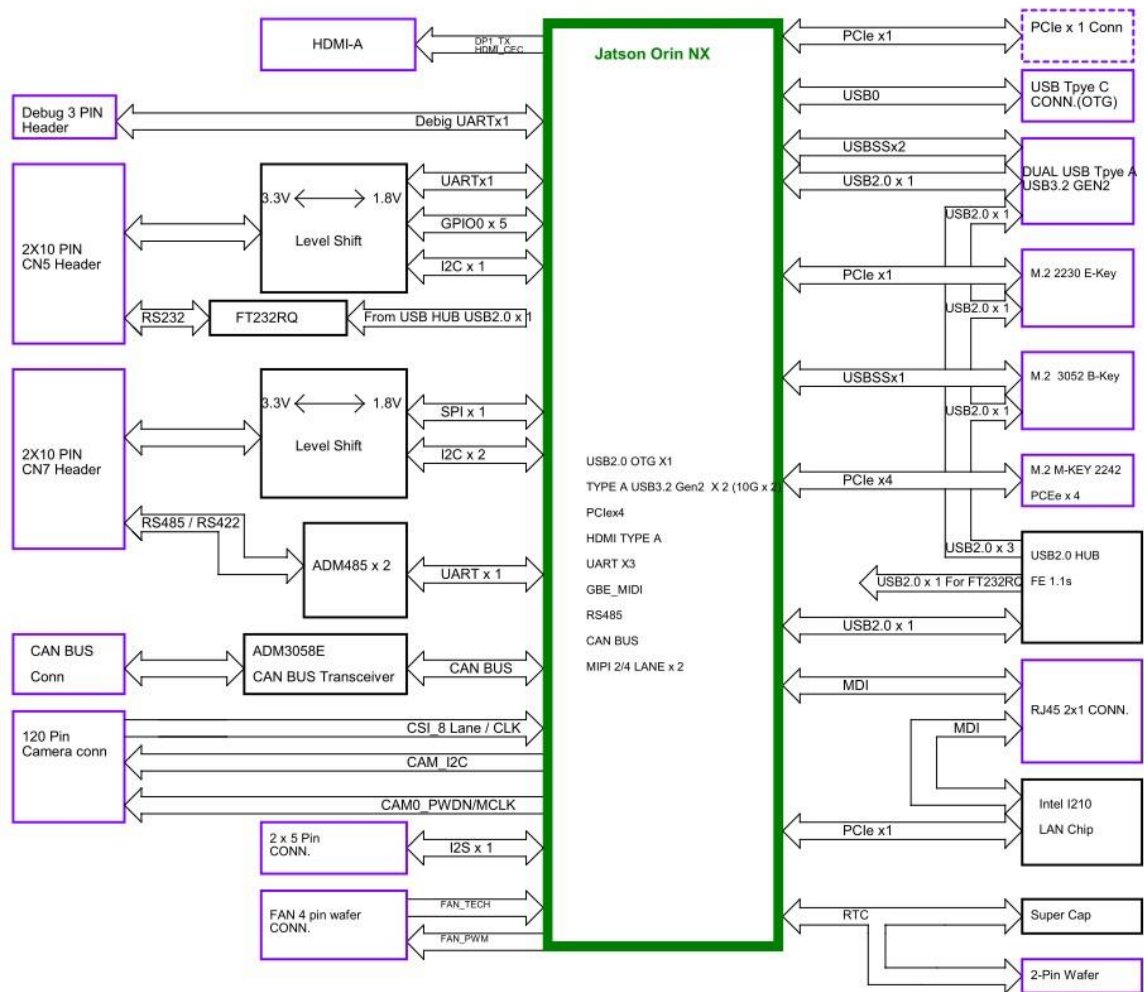 HDMI-A
DP1_TX
HDMI_CEC
Jatson Orin NX
PCIe x1
PCIe x 1 Conn
Debug 3 PIN
Header
Debig UARTx1
USB0
USB Tpye C
CONN.(OTG)
USBSSx2
USB2.0 x 1
DUAL USB Tpye A
USB3.2 GEN2
USB2.0 x 1
2X10 PIN
CN5 Header
3.3V
1.8V
Level Shift
UARTx1
GPIO0 x 5
I2C x 1
PCIe x1
M.2 2230 E-Key
USB2.0 x 1
RS232
FT232RQ
From USB HUB USB2.0 x 1
2X10 PIN
CN7 Header
3.3V
1.8V
Level Shift
SPI x 1
I2C x 2
USBSSx1
M.2  3052 B-Key
USB2.0 x 1
USB2.0 OTG X1
TYPE A USB3.2 Gen2  X 2 (10G x 2)
PCIex4
HDMI TYPE A
UART X3
GBE_MIDI
RS485
CAN BUS
MIPI 2/4 LANE x 2
PCIe x4
M.2 M-KEY 2242
PCEe x 4
RS485 / RS422
ADM485 x 2
UART x 1
USB2.0 x 3
USB2.0 HUB
FE 1.1s
USB2.0 x 1 For FT232RQ
USB2.0 x 1
CAN BUS
Conn
ADM3058E
CAN BUS Transceiver
CAN BUS
MDI
RJ45 2x1 CONN.
MDI
120 Pin
Camera conn
CSI_8 Lane / CLK
CAM_I2C
CAM0_PWDN/MCLK
Intel I210
LAN Chip
PCIe x1
2 x 5 Pin
CONN.
I2S x 1
FAN 4 pin wafer
CONN.
FAN_TECH
FAN_PWM
RTC
Super Cap
2-Pin Wafer